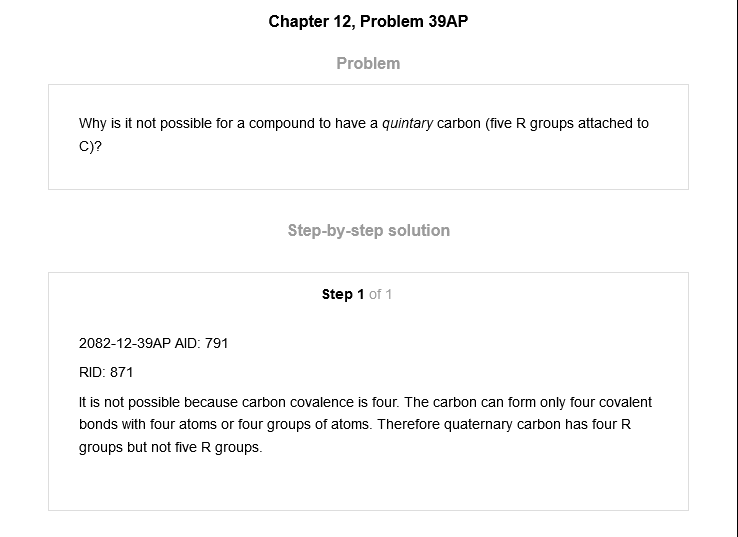 Chapter 12, Problem 39AP
Problem
Why is it not possible for a compound to have a quintary carbon (five R groups attached to
C)?
Step-by-step solution
Step 1 of 1
2082-12-39AP AID: 791
RID: 871
It is not possible because carbon covalence is four. The carbon can form only four covalent
bonds with four atoms or four groups of atoms. Therefore quaternary carbon has four R
groups but not five R groups.